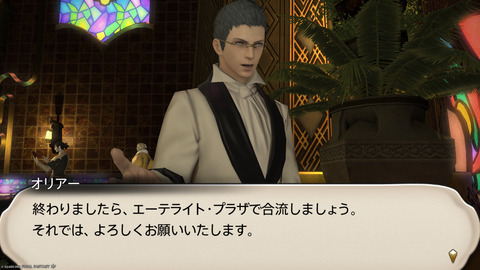 オリアー
終わりましたら、エーテライト・プラザで合流しましょう。
それでは、よろしくお願いいたします。